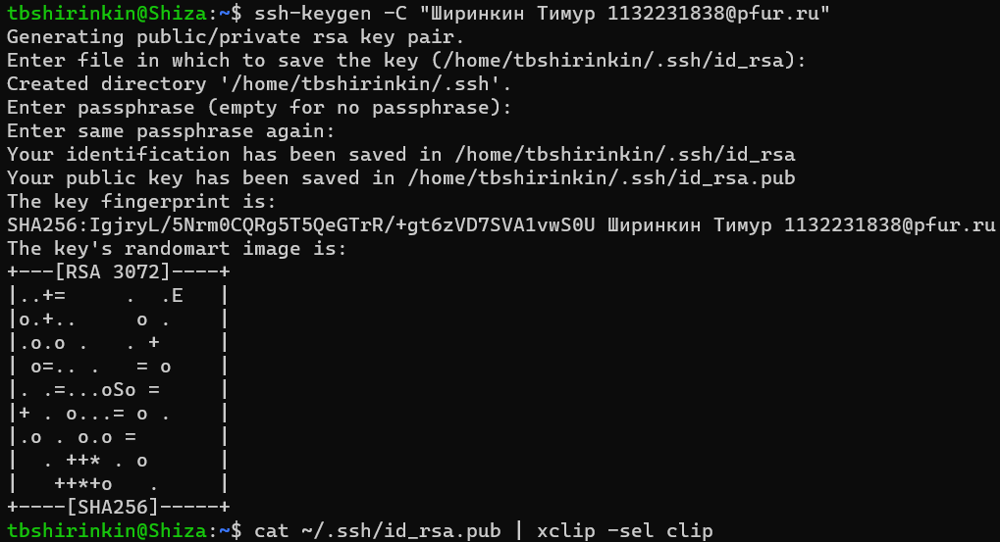 tbshirinkin@Shiza:~$ ssh-keygen -C "Ширинкин Тимур 1132231838@pfur.ru"
Generating public/private rsa key pair.
Enter file in which to save the key (/home/tbshirinkin/.ssh/id_rsa):
Created directory '/home/tbshirinkin/.ssh'.
Enter passphrase (empty for no passphrase):
Enter same passphrase again:
Your identification has been saved in /home/tbshirinkin/.ssh/id_rsa
Your public key has been saved in /home/tbshirinkin/.ssh/id_rsa.pub
The key fingerprint is:
SHA256:IgjryL/5Nrm0CQRg5T5QeGTrR/+gt6zVD7SVA1vwS0U Ширинкин Тимур 1132231838@pfur.ru
The key's randomart image is:
+---[RSA 3072]----+
|..+=     .  .E   |
|o.+..     o .    |
|.o.o .   . +     |
| o=.. .   = o    |
|. .=...oSo =     |
|+ . o...= o .    |
|.o . o.o =       |
|  . ++* . o      |
|   ++*+o   .     |
+----[SHA256]-----+
tbshirinkin@Shiza:~$ cat ~/.ssh/id_rsa.pub | xclip -sel clip